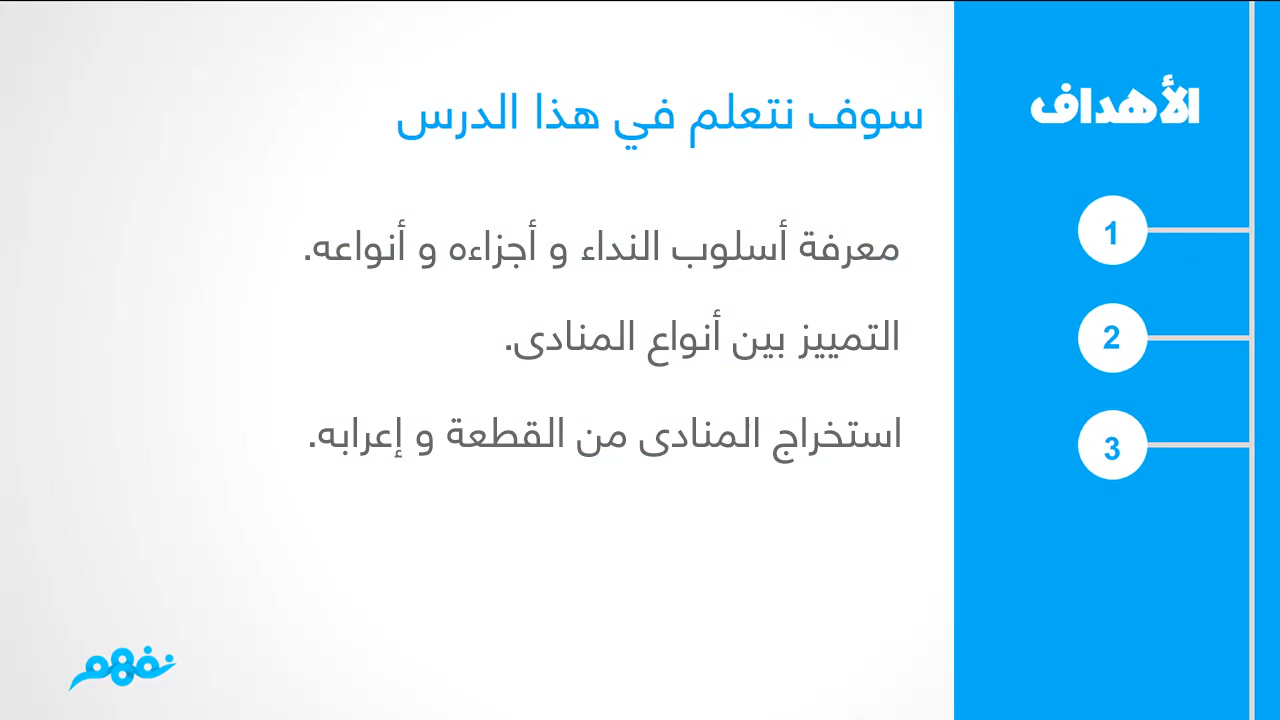 الأهداف
سوف نتعلم في هذا الدرس
1
معرفة أسلوب النداء و أجزاءه و أنواعه.
2
التمييز بين أنواع المنادى.
3
استخراج المنادى من القطعة و إعرابه.
نفهم